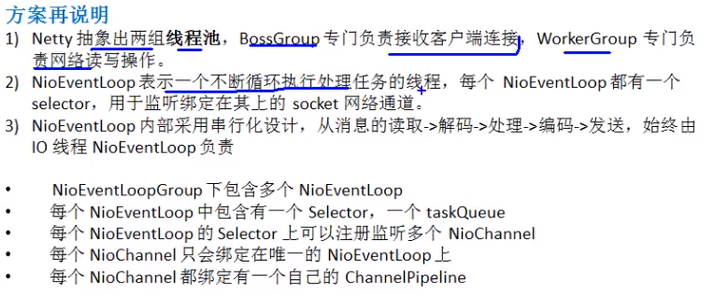 方案再说明
1) Netty 抽象出两组线程池，BossGroup 专门负责接收客户端连接，WorkerGroup 专门负
责网络读写操作。
2) NioEventLoop 表示一个不断循环执行处理任务的线程，每个 NioEventLoop 都有一个
selector，用于监听绑定在其上的 socket 网络通道。
3) NioEventLoop 内部采用串行化设计，从消息的读取->解码->处理->编码->发送，始终由
IO 线程 NioEventLoop 负责
• NioEventLoopGroup 下包含多个 NioEventLoop
• 每个 NioEventLoop 中包含有一个 Selector，一个 taskQueue
• 每个 NioEventLoop 的 Selector 上可以注册监听多个 NioChannel
• 每个 NioChannel 只会绑定在唯一的 NioEventLoop 上
• 每个 NioChannel 都绑定有一个自己的 ChannelPipeline